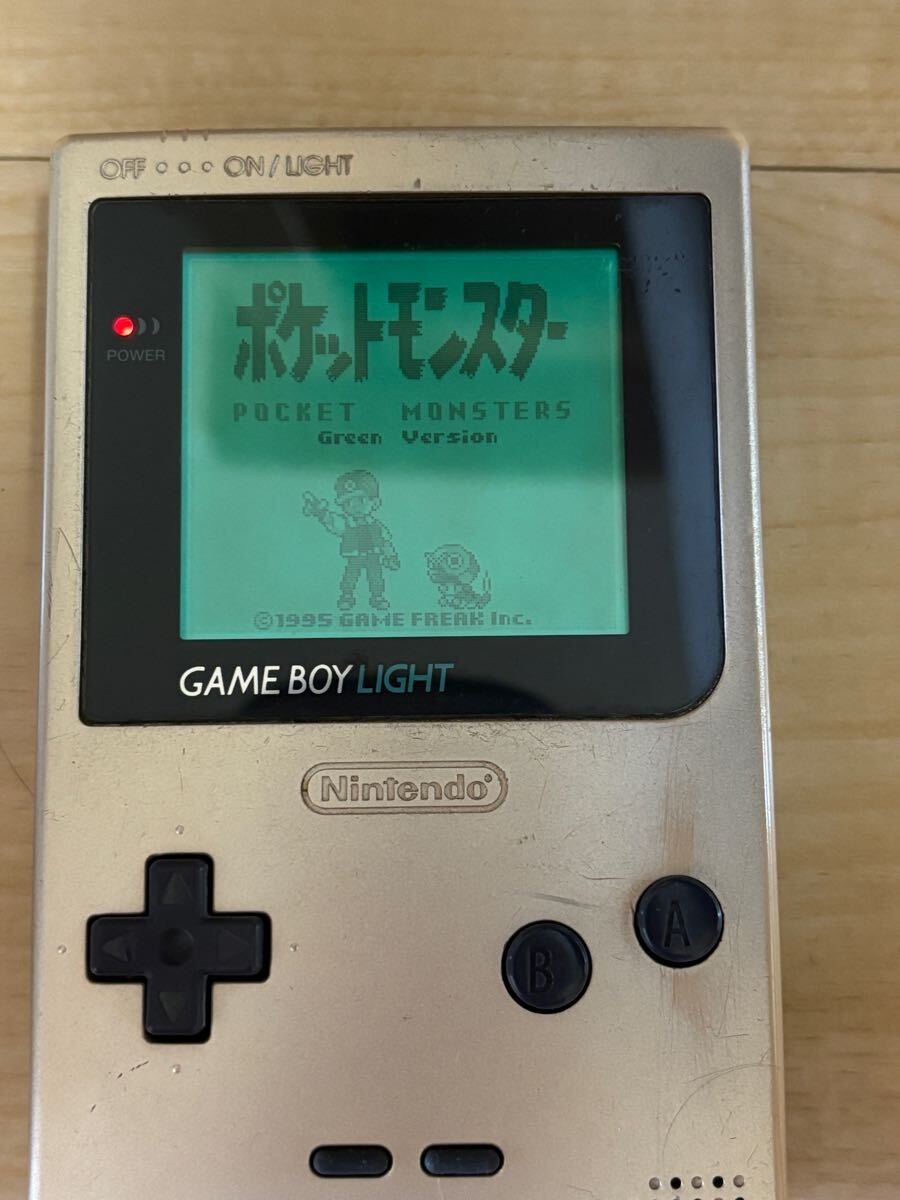 OFF ON/LIGHT
POWER
ポケットモンスター
POCKET MONSTERS
Green Version
©1995 GAME FREAK Inc.
GAME BOY LIGHT
Nintendo®
B
A